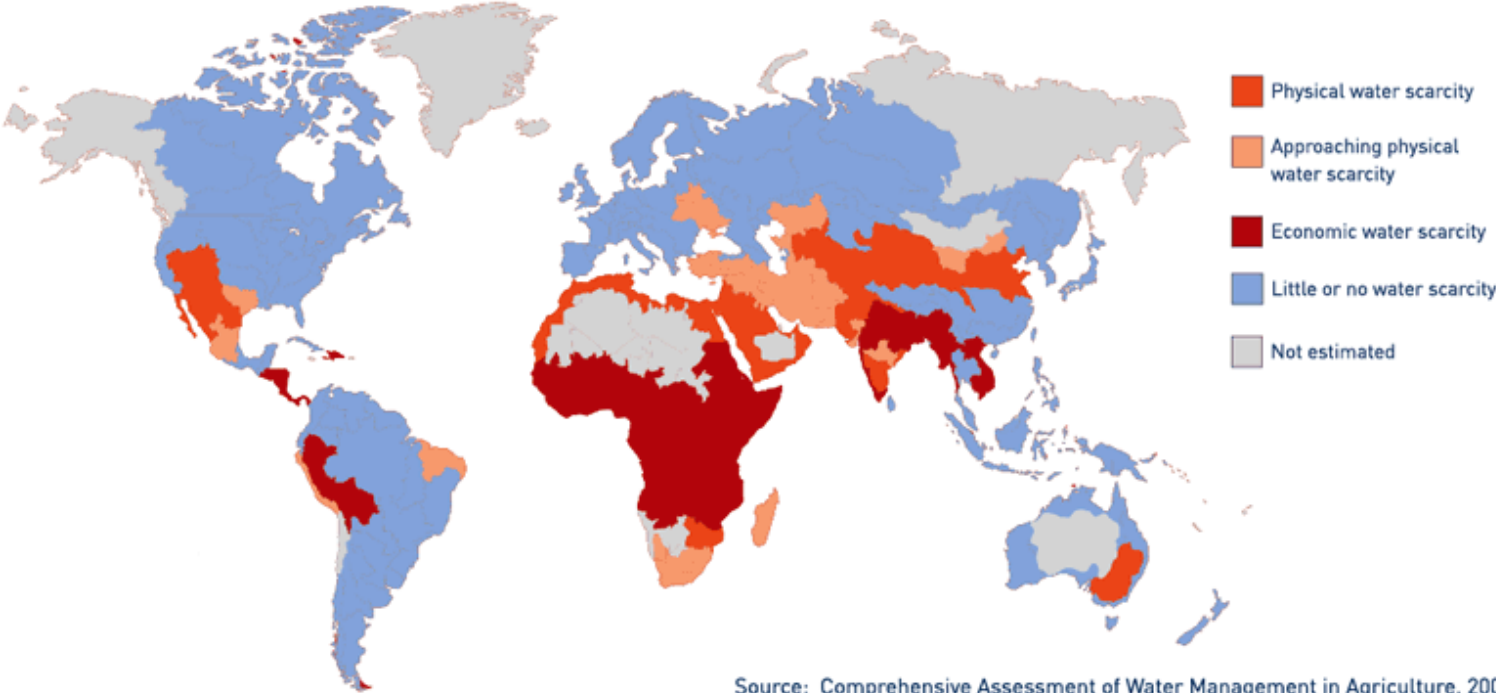 Physical water scarcity
Approaching physical
water scarcity
Economic water scarcity
Little or no water scarcity
Not estimated
Source: Comprehensive Assessment of Water Management in Agriculture, 200